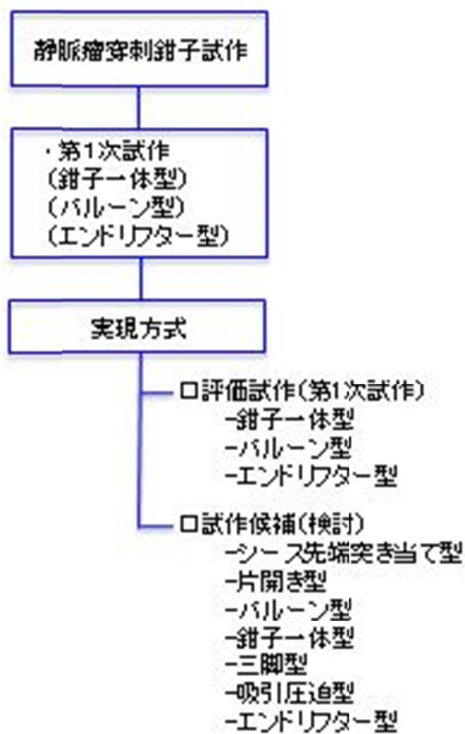 静脈瘤穿刺鉗子試作
・第1次試作
(鉗子一体型)
(バルーン型)
(エンドリフター型)
実現方式
□評価試作(第1次試作)
-鉗子一体型
-バルーン型
-エンドリフター型
□試作候補(検討)
-シース先端突き当て型
-片開き型
-バルーン型
-鉗子一体型
-三脚型
-吸引圧迫型
-エンドリフター型